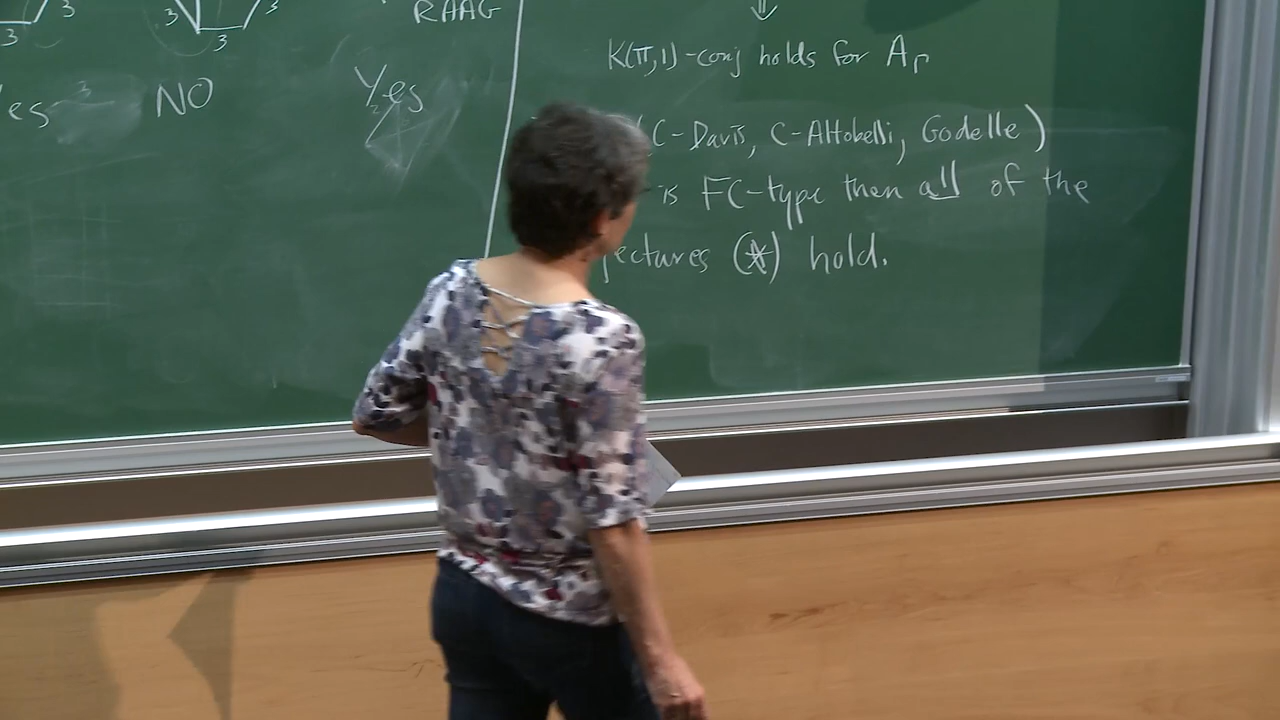 3 3 3 3 3 RAAG
es NO Yes
⇓
K(π,1)-conj holds for A_Γ
(C-Davis, C-Altobelli, Godelle)
is FC-type then all of the
jectures (*) hold.